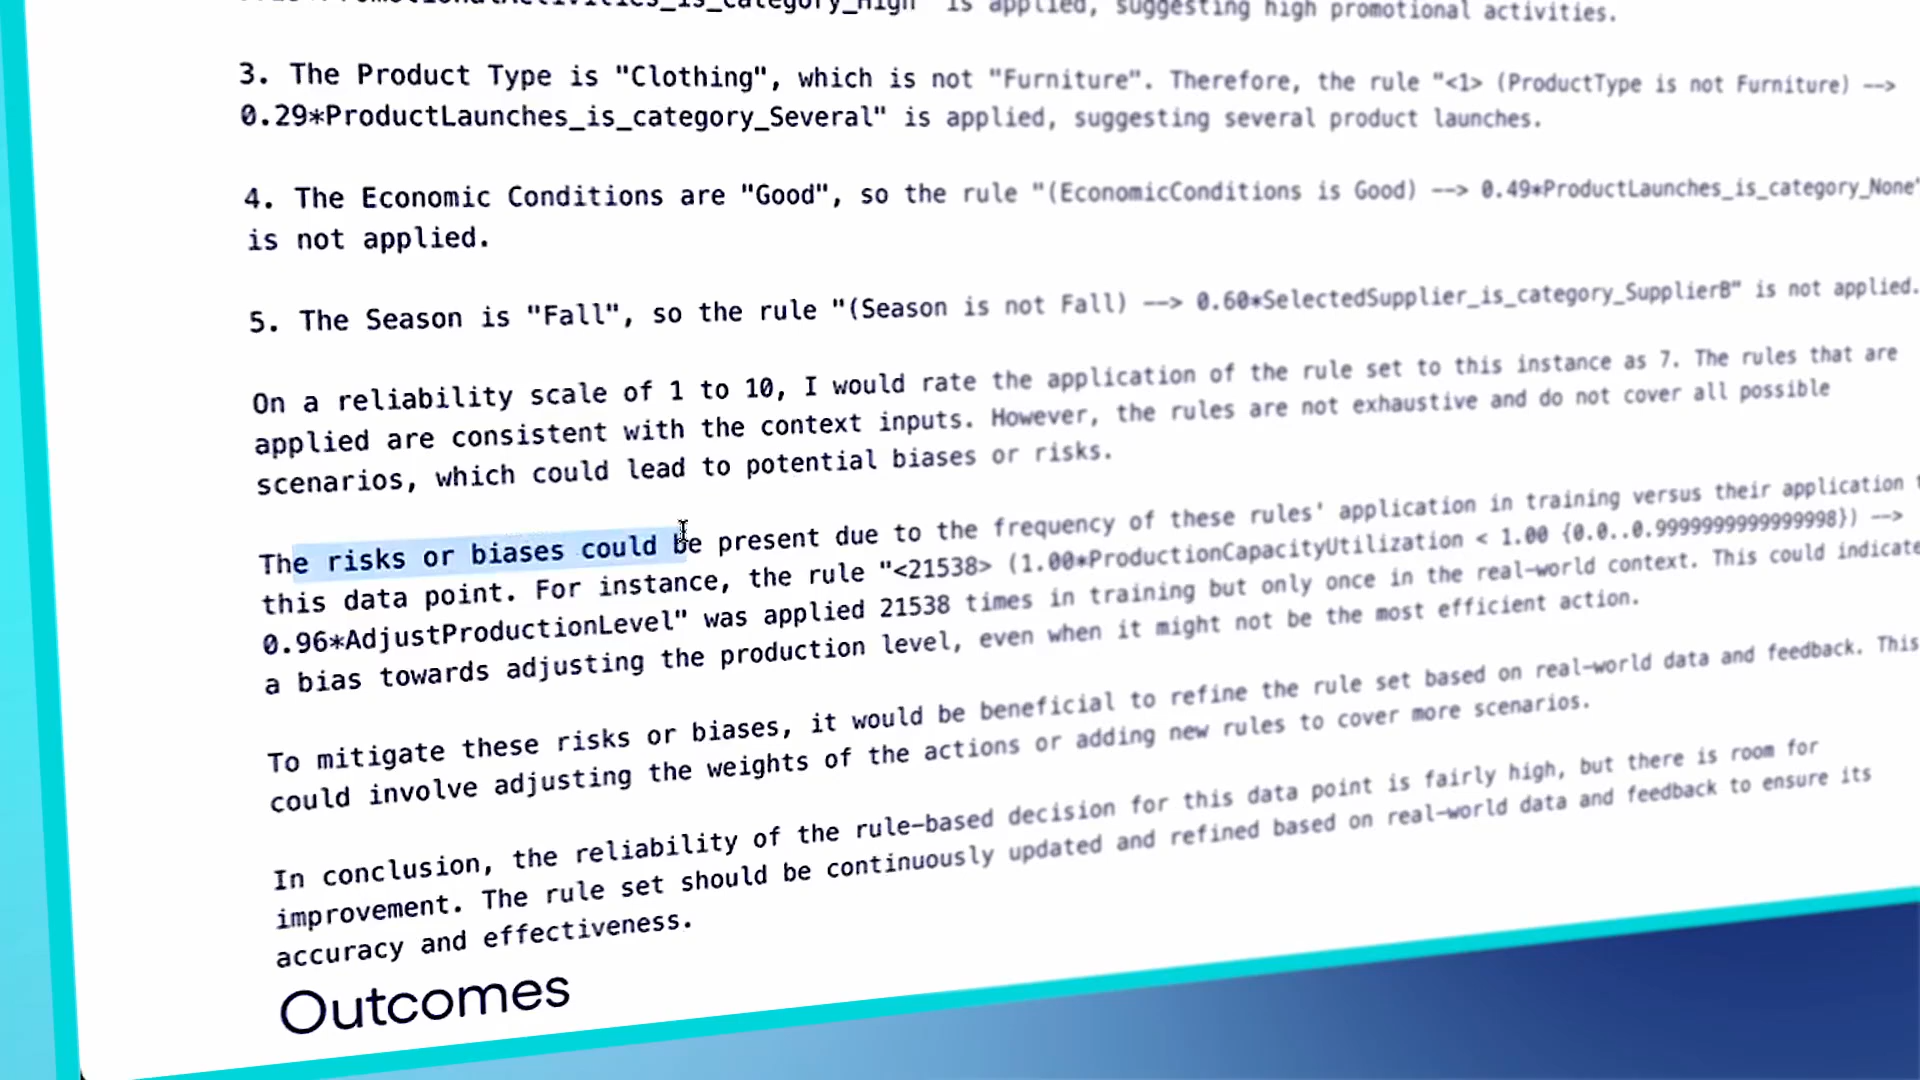 is applied, suggesting high promotional activities.
3. The Product Type is "Clothing", which is not "Furniture". Therefore, the rule "<1> (ProductType is not Furniture) —>
0.29*ProductLaunches_is_category_Several" is applied, suggesting several product launches.
4. The Economic Conditions are "Good", so the rule "(EconomicConditions is Good) —> 0.49*ProductLaunches_is_category_None"
is not applied.
5. The Season is "Fall", so the rule "(Season is not Fall) —> 0.60*SelectedSupplier_is_category_SupplierB" is not applied.
On a reliability scale of 1 to 10, I would rate the application of the rule set to this instance as 7. The rules that are
applied are consistent with the context inputs. However, the rules are not exhaustive and do not cover all possible
scenarios, which could lead to potential biases or risks.
The risks or biases could be present due to the frequency of these rules' application in training versus their application
this data point. For instance, the rule "<21538> (1.00*ProductionCapacityUtilization < 1.00 {0.0..0.9999999999999998}) —>
0.96*AdjustProductionLevel" was applied 21538 times in training but only once in the real-world context. This could indicate
a bias towards adjusting the production level, even when it might not be the most efficient action.
To mitigate these risks or biases, it would be beneficial to refine the rule set based on real-world data and feedback. This
could involve adjusting the weights of the actions or adding new rules to cover more scenarios.
In conclusion, the reliability of the rule-based decision for this data point is fairly high, but there is room for
improvement. The rule set should be continuously updated and refined based on real-world data and feedback to ensure its
accuracy and effectiveness.
Outcomes